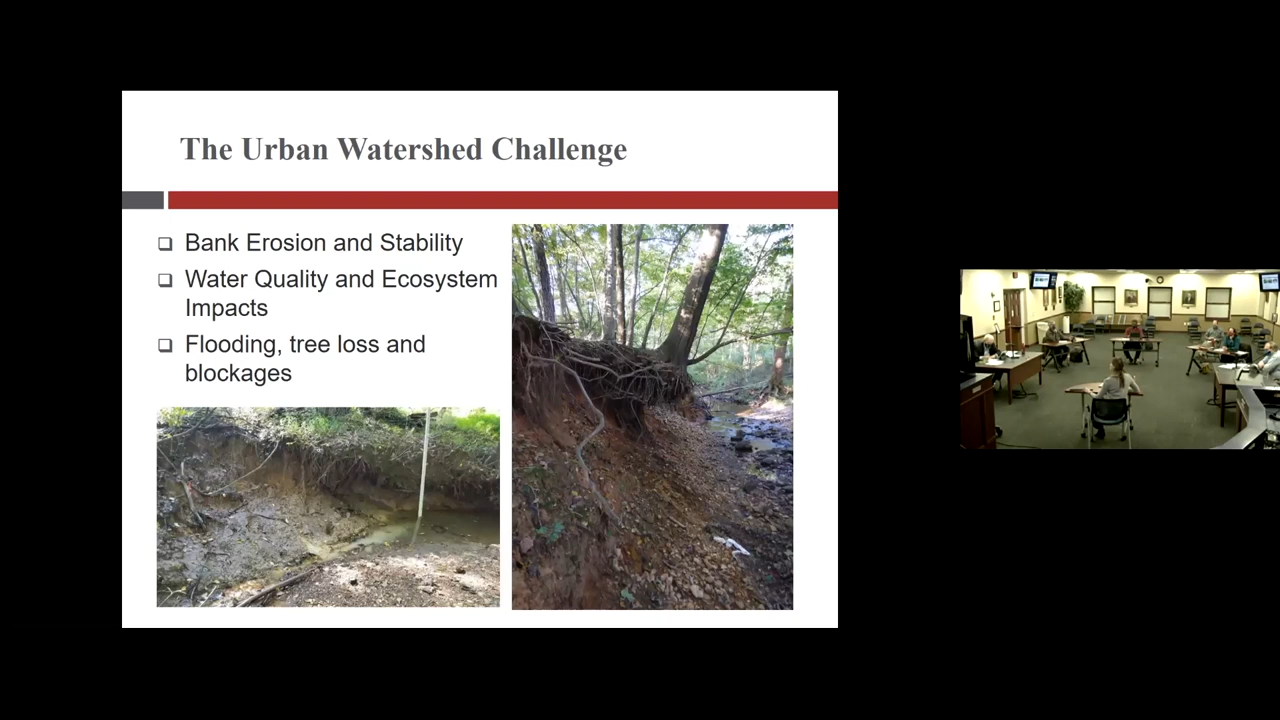 The Urban Watershed Challenge
Bank Erosion and Stability
Water Quality and Ecosystem
Impacts
Flooding, tree loss and
blockages